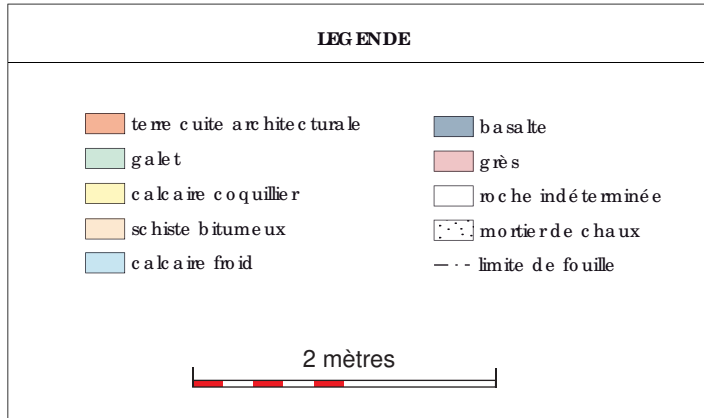 LEGENDE
terre cuite architecturale
galet
calcaire coquillier
schiste bitumeux
calcaire froid
basalte
grès
roche indéterminée
mortier de chaux
limite de fouille
2 mètres